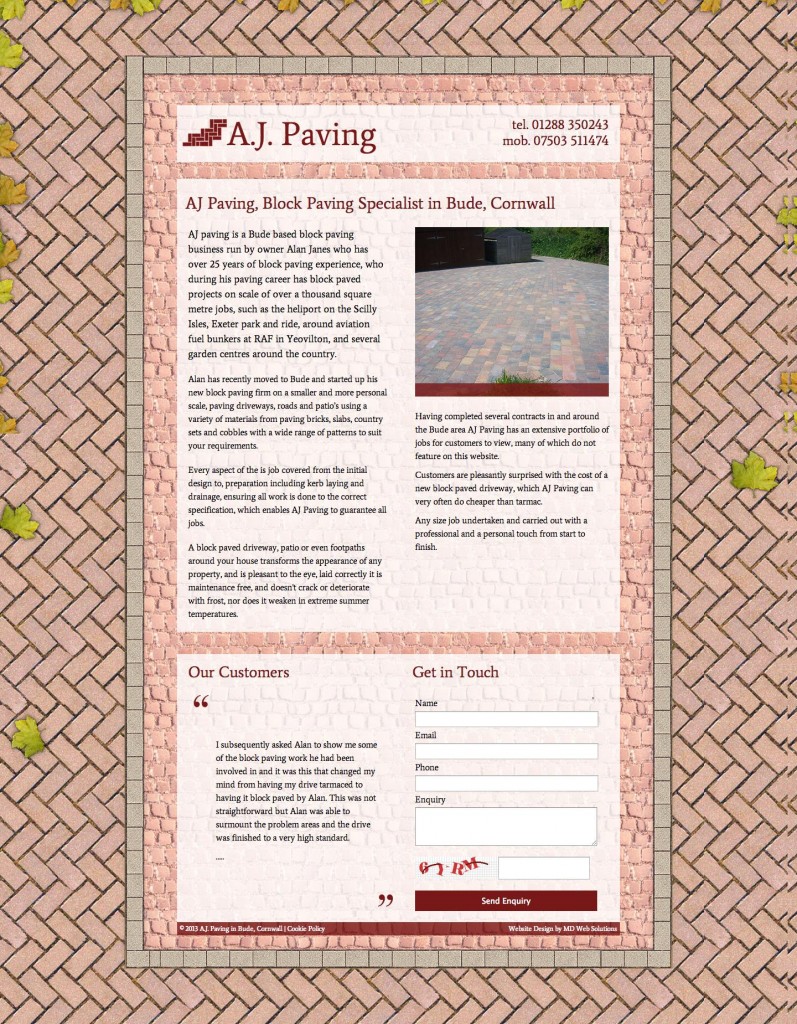 A.J. Paving
tel. 01288 350243
mob. 07503 511474
AJ Paving, Block Paving Specialist in Bude, Cornwall
AJ paving is a Bude based block paving
business run by owner Alan Janes who has
over 25 years of block paving experience, who
during his paving career has block paved
projects on scale of over a thousand square
metre jobs, such as the heliport on the Scilly
Isles, Exeter park and ride, around aviation
fuel bunkers at RAF in Yeovilton, and several
garden centres around the country.
Alan has recently moved to Bude and started up his
new block paving firm on a smaller and more personal
scale, paving driveways, roads and patio's using a
variety of materials from paving bricks, slabs, country
sets and cobbles with a wide range of patterns to suit
your requirements.
Every aspect of the is job covered from the initial
design to, preparation including kerb laying and
drainage, ensuring all work is done to the correct
specification, which enables AJ Paving to guarantee all
jobs.
A block paved driveway, patio or even footpaths
around your house transforms the appearance of any
property, and is pleasant to the eye, laid correctly it is
maintenance free, and doesn't crack or deteriorate
with frost, nor does it weaken in extreme summer
temperatures.
Having completed several contracts in and around
the Bude area AJ Paving has an extensive portfolio of
jobs for customers to view, many of which do not
feature on this website.
Customers are pleasantly surprised with the cost of a
new block paved driveway, which AJ Paving can
very often do cheaper than tarmac.
Any size job undertaken and carried out with a
professional and a personal touch from start to
finish.
Our Customers
“
I subsequently asked Alan to show me some
of the block paving work he had been
involved in and it was this that changed my
mind from having my drive tarmaced to
having it block paved by Alan. This was not
straightforward but Alan was able to
surmount the problem areas and the drive
was finished to a very high standard.
.....
”
Get in Touch
Name
Email
Phone
Enquiry
Send Enquiry
© 2013 A.J. Paving in Bude, Cornwall | Cookie Policy
Website Design by MD Web Solutions